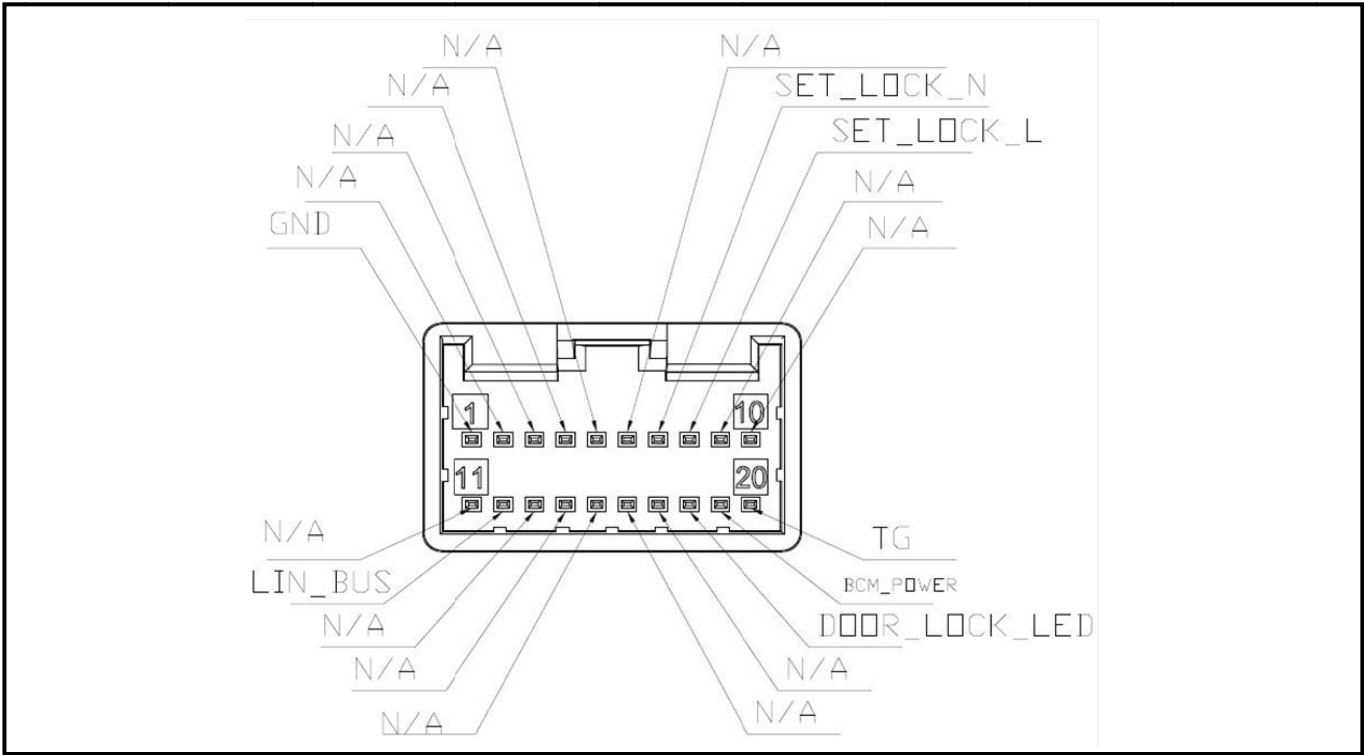 N/A
N/A
N/A
SET_LOCK_N
N/A
SET_LOCK_L
N/A
N/A
GND
N/A
1
10
11
20
N/A
TG
LIN_BUS
BCM_POWER
N/A
DOOR_LOCK_LED
N/A
N/A
N/A
N/A